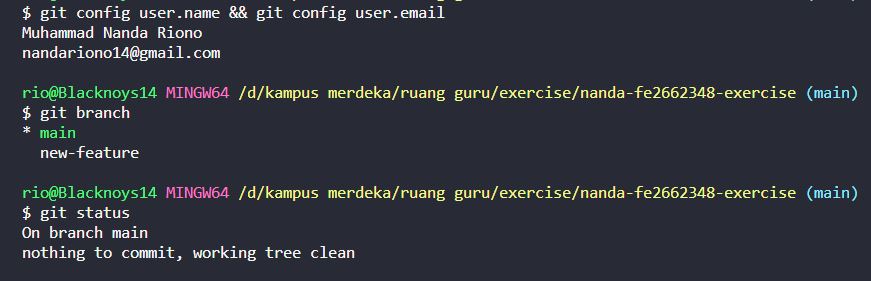 $ git config user.name && git config user.email
Muhammad Nanda Riono
nandariono14@gmail.com
rio@Blacknoys14 MINGW64 /d/kampus merdeka/ruang guru/exercise/nanda-fe2662348-exercise (main)
$ git branch
* main
  new-feature
rio@Blacknoys14 MINGW64 /d/kampus merdeka/ruang guru/exercise/nanda-fe2662348-exercise (main)
$ git status
On branch main
nothing to commit, working tree clean